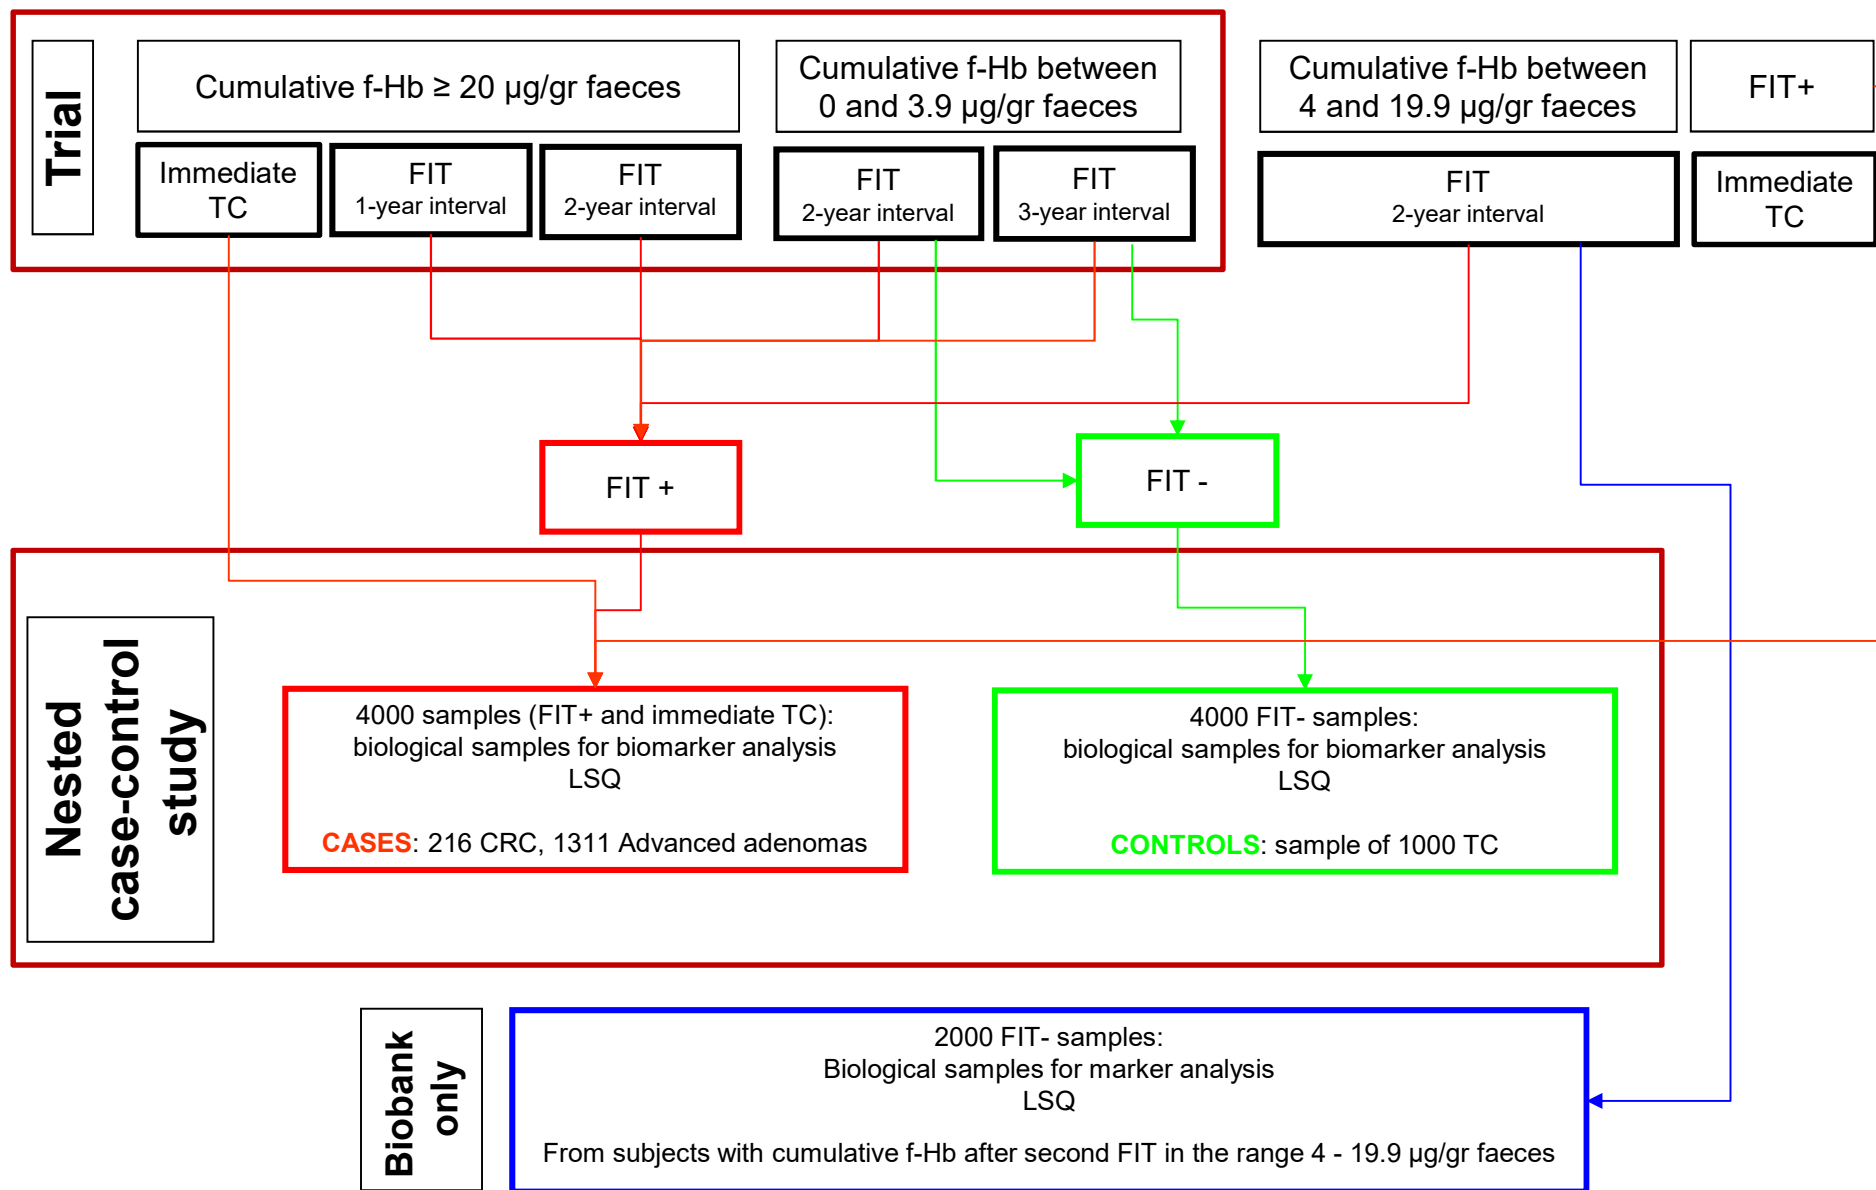 Trial
Cumulative f-Hb ≥ 20 µg/gr faeces
Cumulative f-Hb between
0 and 3.9 µg/gr faeces
Cumulative f-Hb between
4 and 19.9 µg/gr faeces
FIT+
Immediate
TC
FIT
1-year interval
FIT
2-year interval
FIT
2-year interval
FIT
3-year interval
FIT
2-year interval
Immediate
TC
FIT +
FIT -
Nested
case-control
study
4000 samples (FIT+ and immediate TC):
biological samples for biomarker analysis
LSQ
CASES: 216 CRC, 1311 Advanced adenomas
4000 FIT- samples:
biological samples for biomarker analysis
LSQ
CONTROLS: sample of 1000 TC
Biobank
only
2000 FIT- samples:
Biological samples for marker analysis
LSQ
From subjects with cumulative f-Hb after second FIT in the range 4 - 19.9 µg/gr faeces